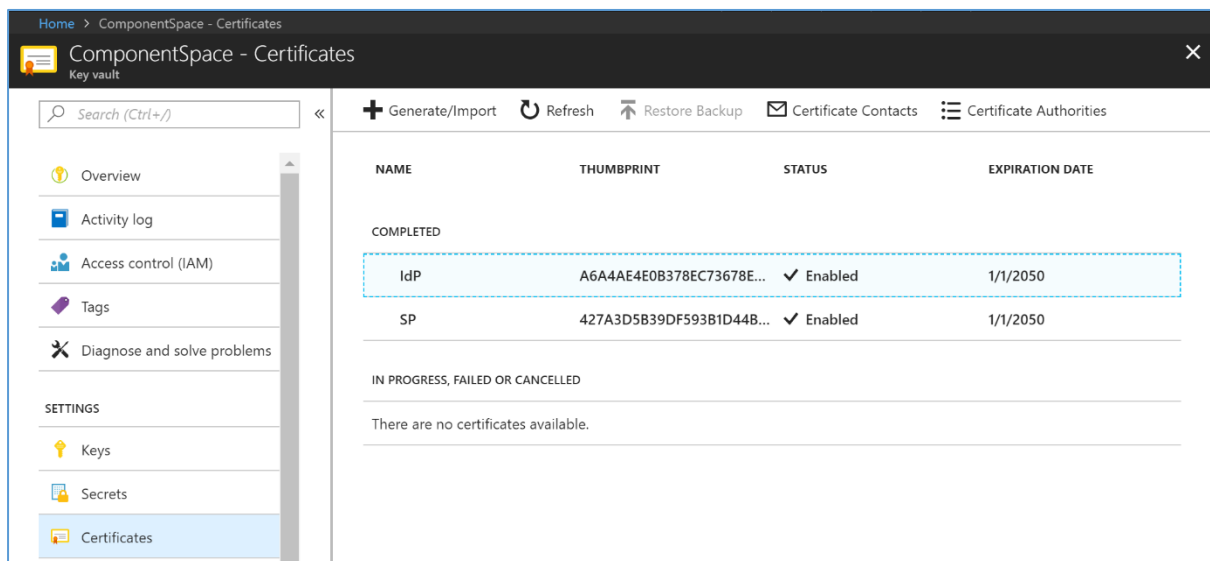 Home > ComponentSpace - Certificates
ComponentSpace - Certificates
Key vault
Search (Ctrl+/)
Overview
Activity log
Access control (IAM)
Tags
Diagnose and solve problems
SETTINGS
Keys
Secrets
Certificates
Generate/Import Refresh Restore Backup Certificate Contacts Certificate Authorities
NAME THUMBPRINT STATUS EXPIRATION DATE
COMPLETED
IdP A6A4AE4E0B378EC73678E... Enabled 1/1/2050
SP 427A3D5B39DF593B1D44B... Enabled 1/1/2050
IN PROGRESS, FAILED OR CANCELLED
There are no certificates available.